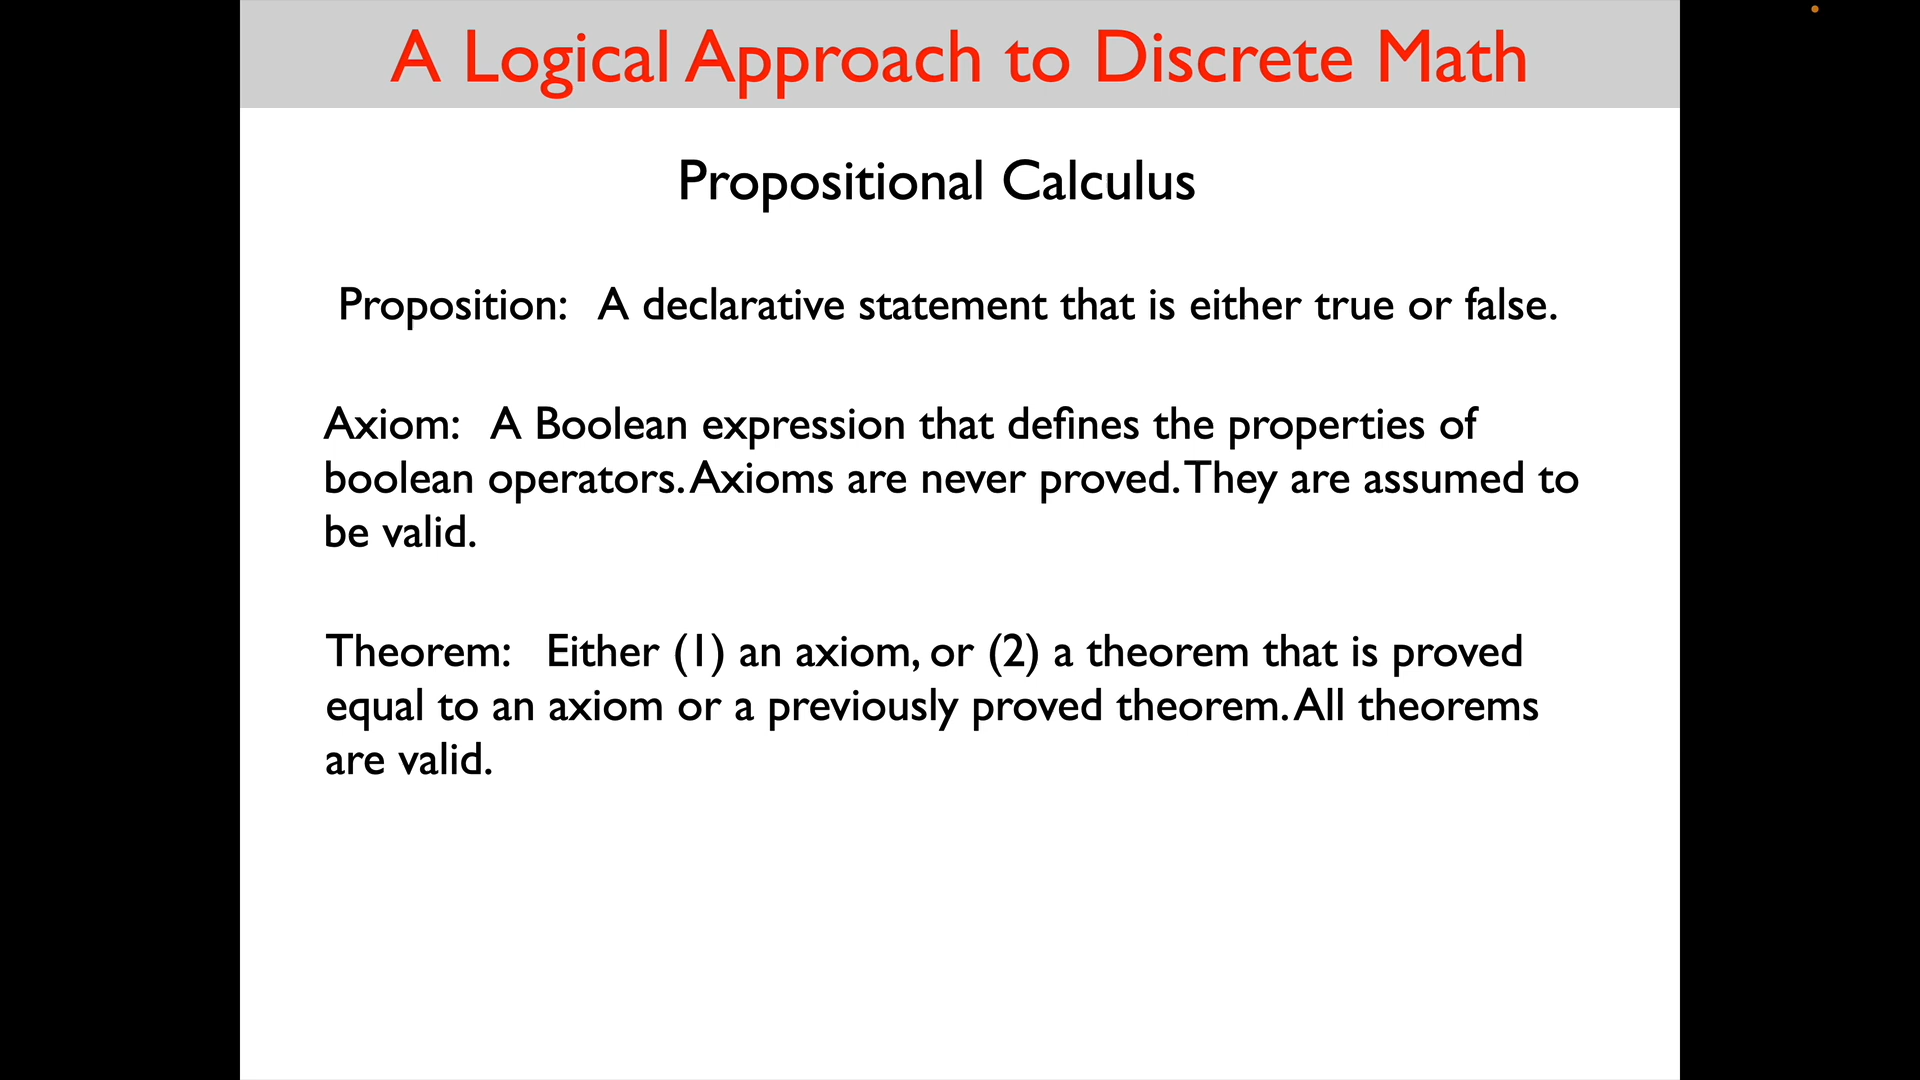 A Logical Approach to Discrete Math
Propositional Calculus
Proposition: A declarative statement that is either true or false.
Axiom: A Boolean expression that defines the properties of
boolean operators. Axioms are never proved. They are assumed to
be valid.
Theorem: Either (1) an axiom, or (2) a theorem that is proved
equal to an axiom or a previously proved theorem. All theorems
are valid.